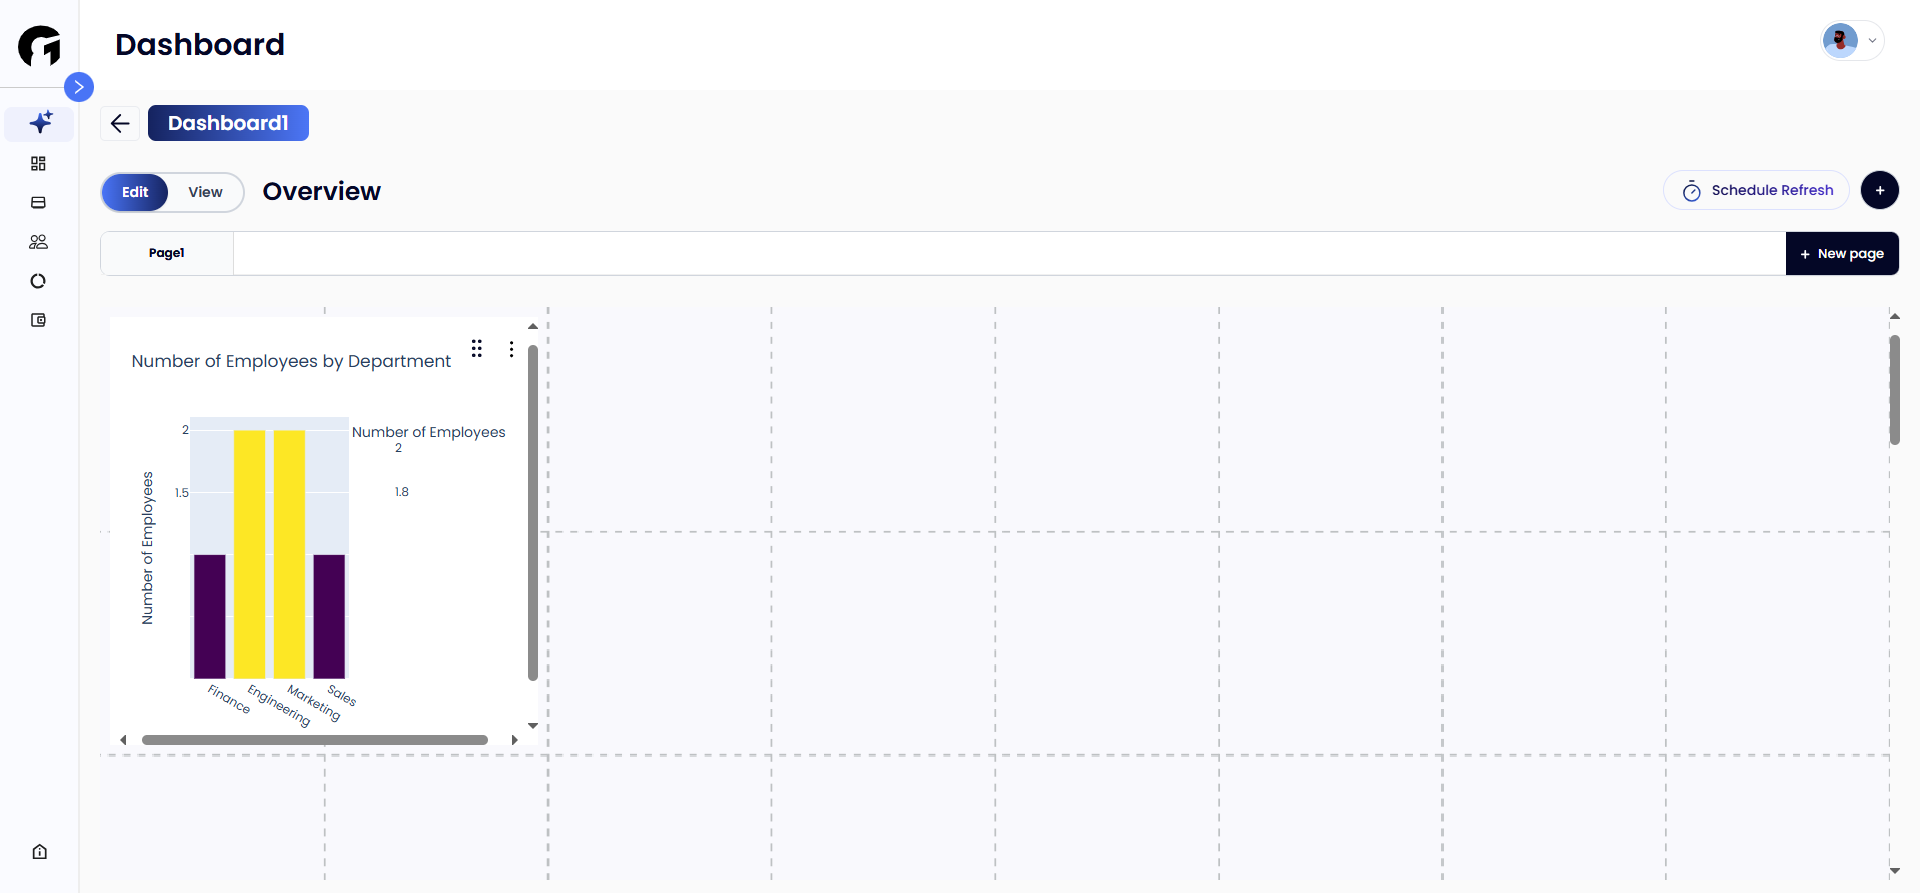 Dashboard
Dashboard1
Edit
View
Overview
Schedule Refresh
+
Page1
+ New page
Number of Employees by Department
Number of Employees
2
1.5
Number of Employees
2
1.8
Finance
Engineering
Marketing
Sales